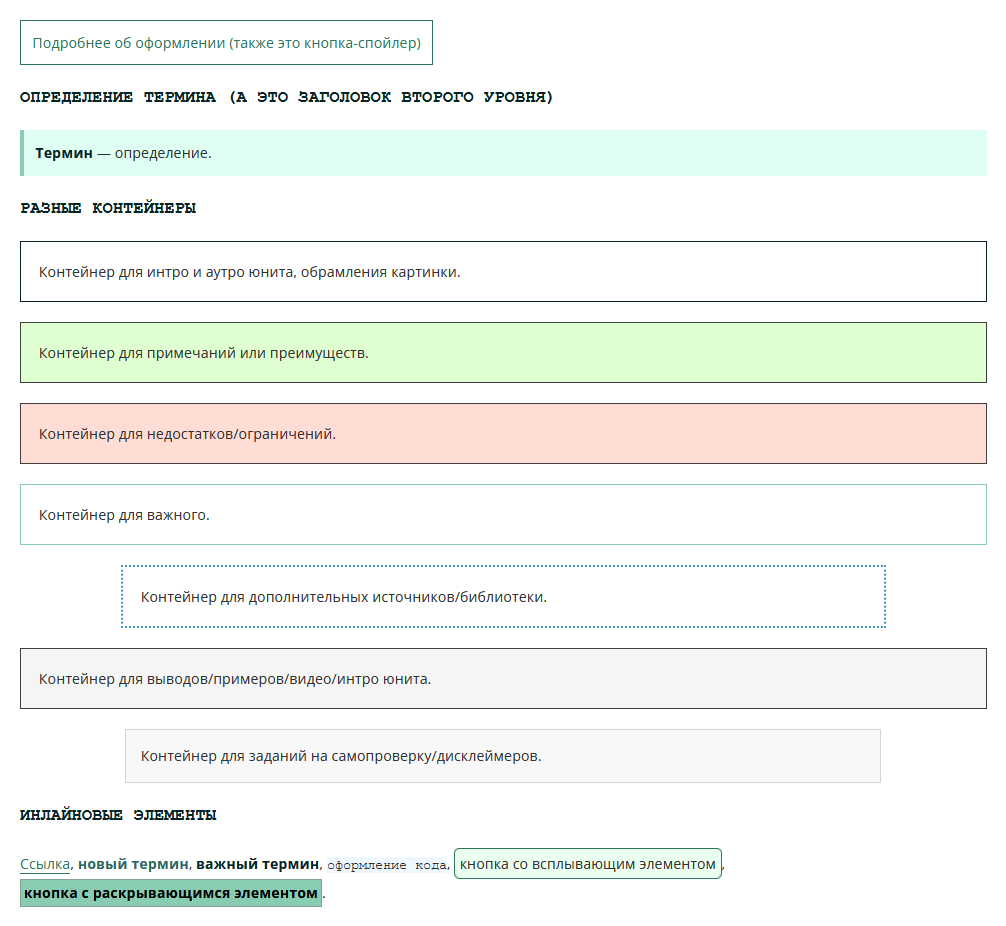 Подробнее об оформлении (также это кнопка-спойлер)
ОПРЕДЕЛЕНИЕ ТЕРМИНА (А ЭТО ЗАГОЛОВОК ВТОРОГО УРОВНЯ)
Термин — определение.
РАЗНЫЕ КОНТЕЙНЕРЫ
Контейнер для интро и аутро юнита, обрамления картинки.
Контейнер для примечаний или преимуществ.
Контейнер для недостатков/ограничений.
Контейнер для важного.
Контейнер для дополнительных источников/библиотеки.
Контейнер для выводов/примеров/видео/интро юнита.
Контейнер для заданий на самопроверку/дисклеймеров.
ИНЛАЙНОВЫЕ ЭЛЕМЕНТЫ
Ссылка, новый термин, важный термин, оформление кода, кнопка со всплывающим элементом,
кнопка с раскрывающимся элементом.